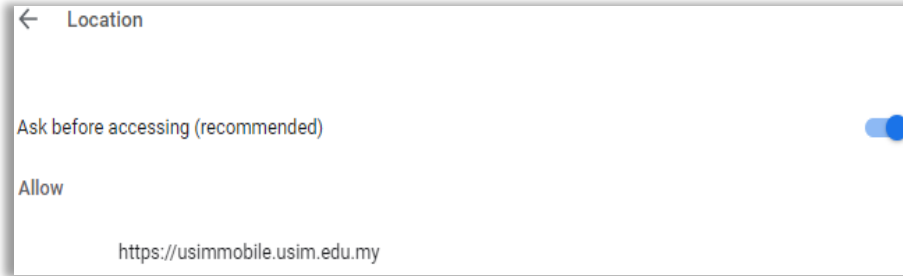 Location
Ask before accessing (recommended)
Allow
https://usimmobile.usim.edu.my